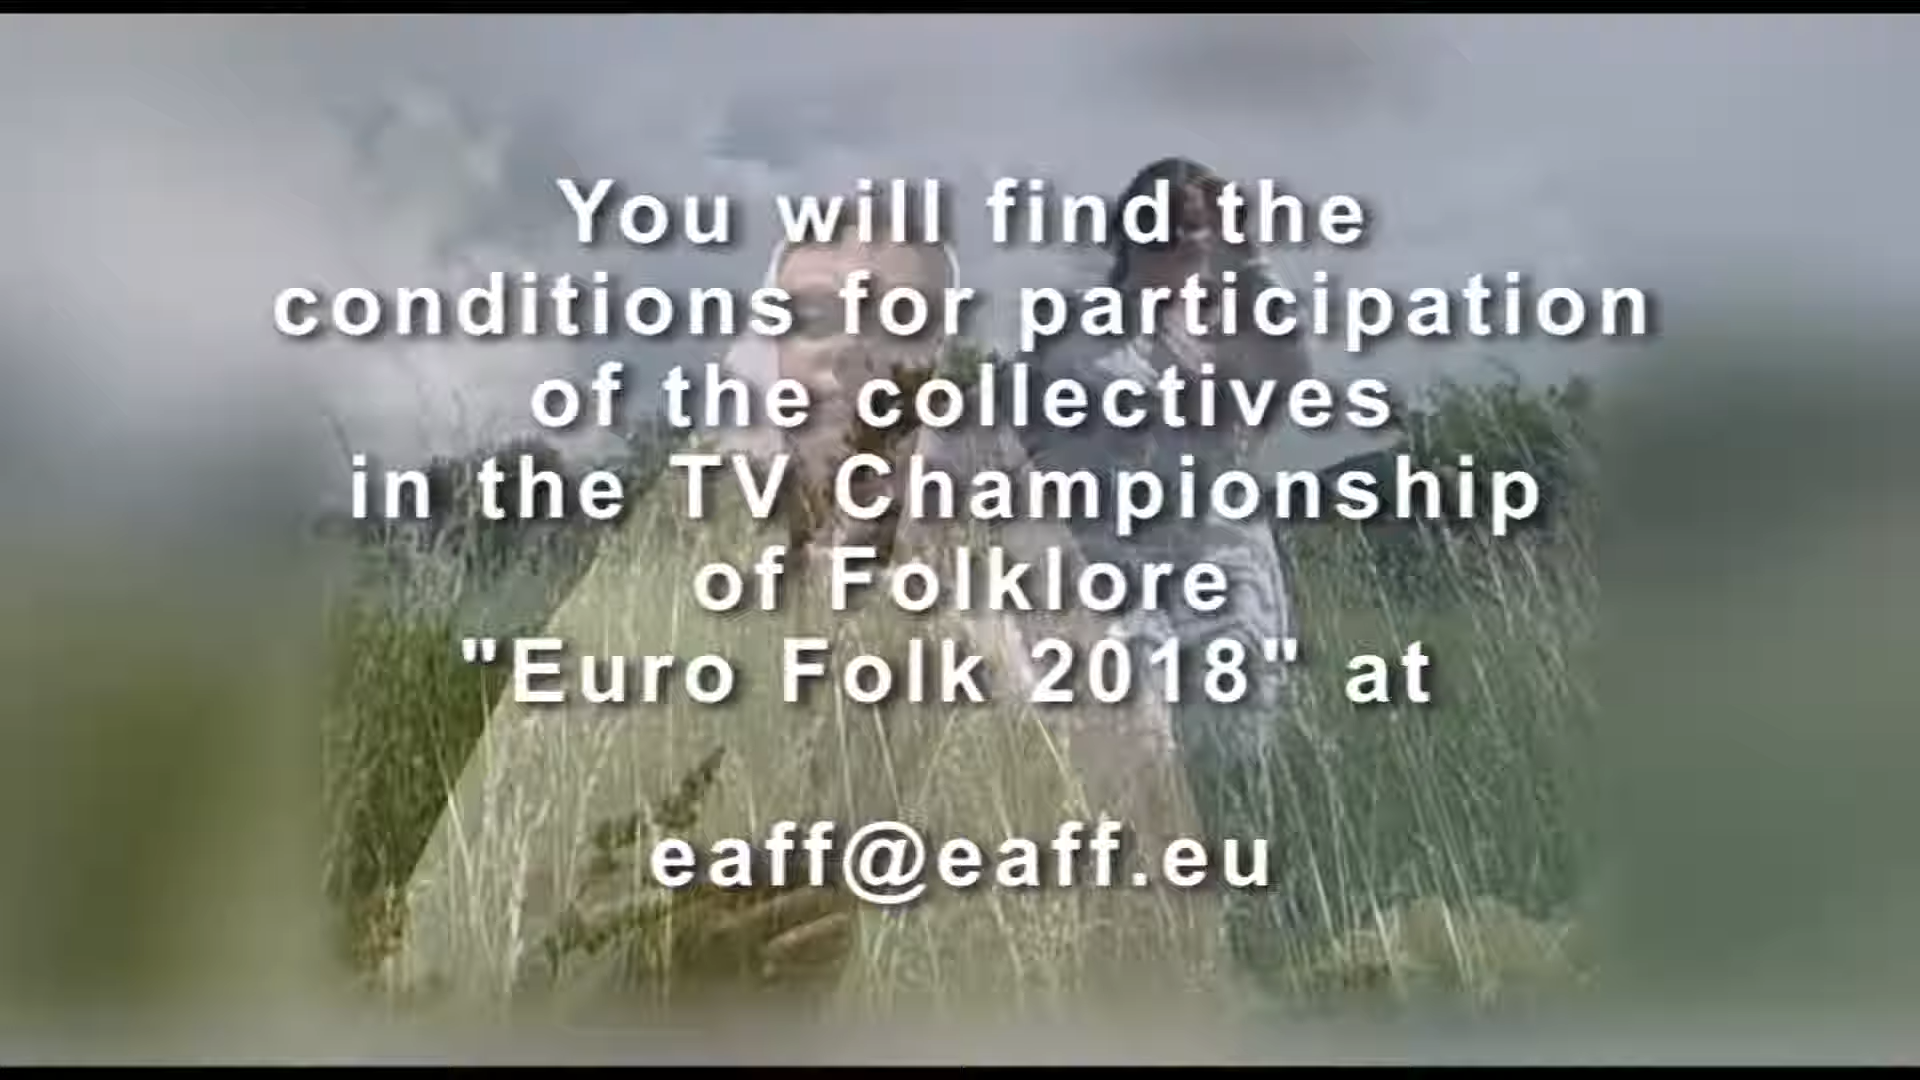 You will find the
conditions for participation
of the collectives
in the TV Championship
of Folklore
"Euro Folk 2018" at
eaff@eaff.eu